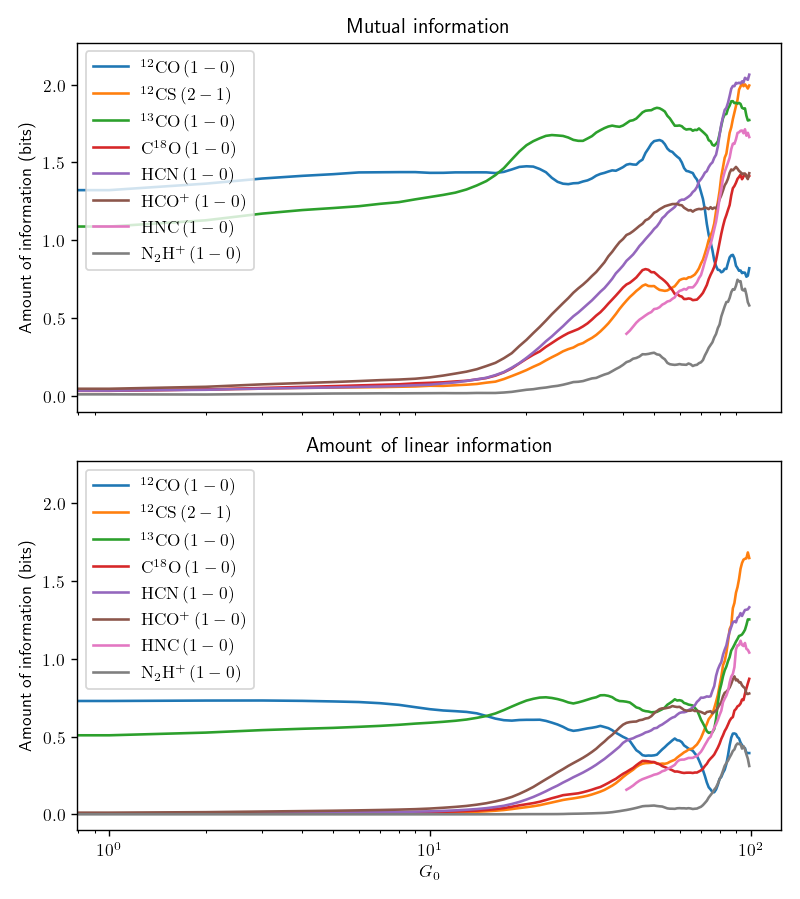 Mutual information
Amount of information (bits)
2.0
1.5
1.0
0.5
0.0
¹²CO (1 − 0)
¹²CS (2 − 1)
¹³CO (1 − 0)
C¹⁸O (1 − 0)
HCN (1 − 0)
HCO⁺ (1 − 0)
HNC (1 − 0)
N₂H⁺ (1 − 0)
Amount of linear information
Amount of information (bits)
2.0
1.5
1.0
0.5
0.0
¹²CO (1 − 0)
¹²CS (2 − 1)
¹³CO (1 − 0)
C¹⁸O (1 − 0)
HCN (1 − 0)
HCO⁺ (1 − 0)
HNC (1 − 0)
N₂H⁺ (1 − 0)
10⁰ 10¹ 10²
G₀